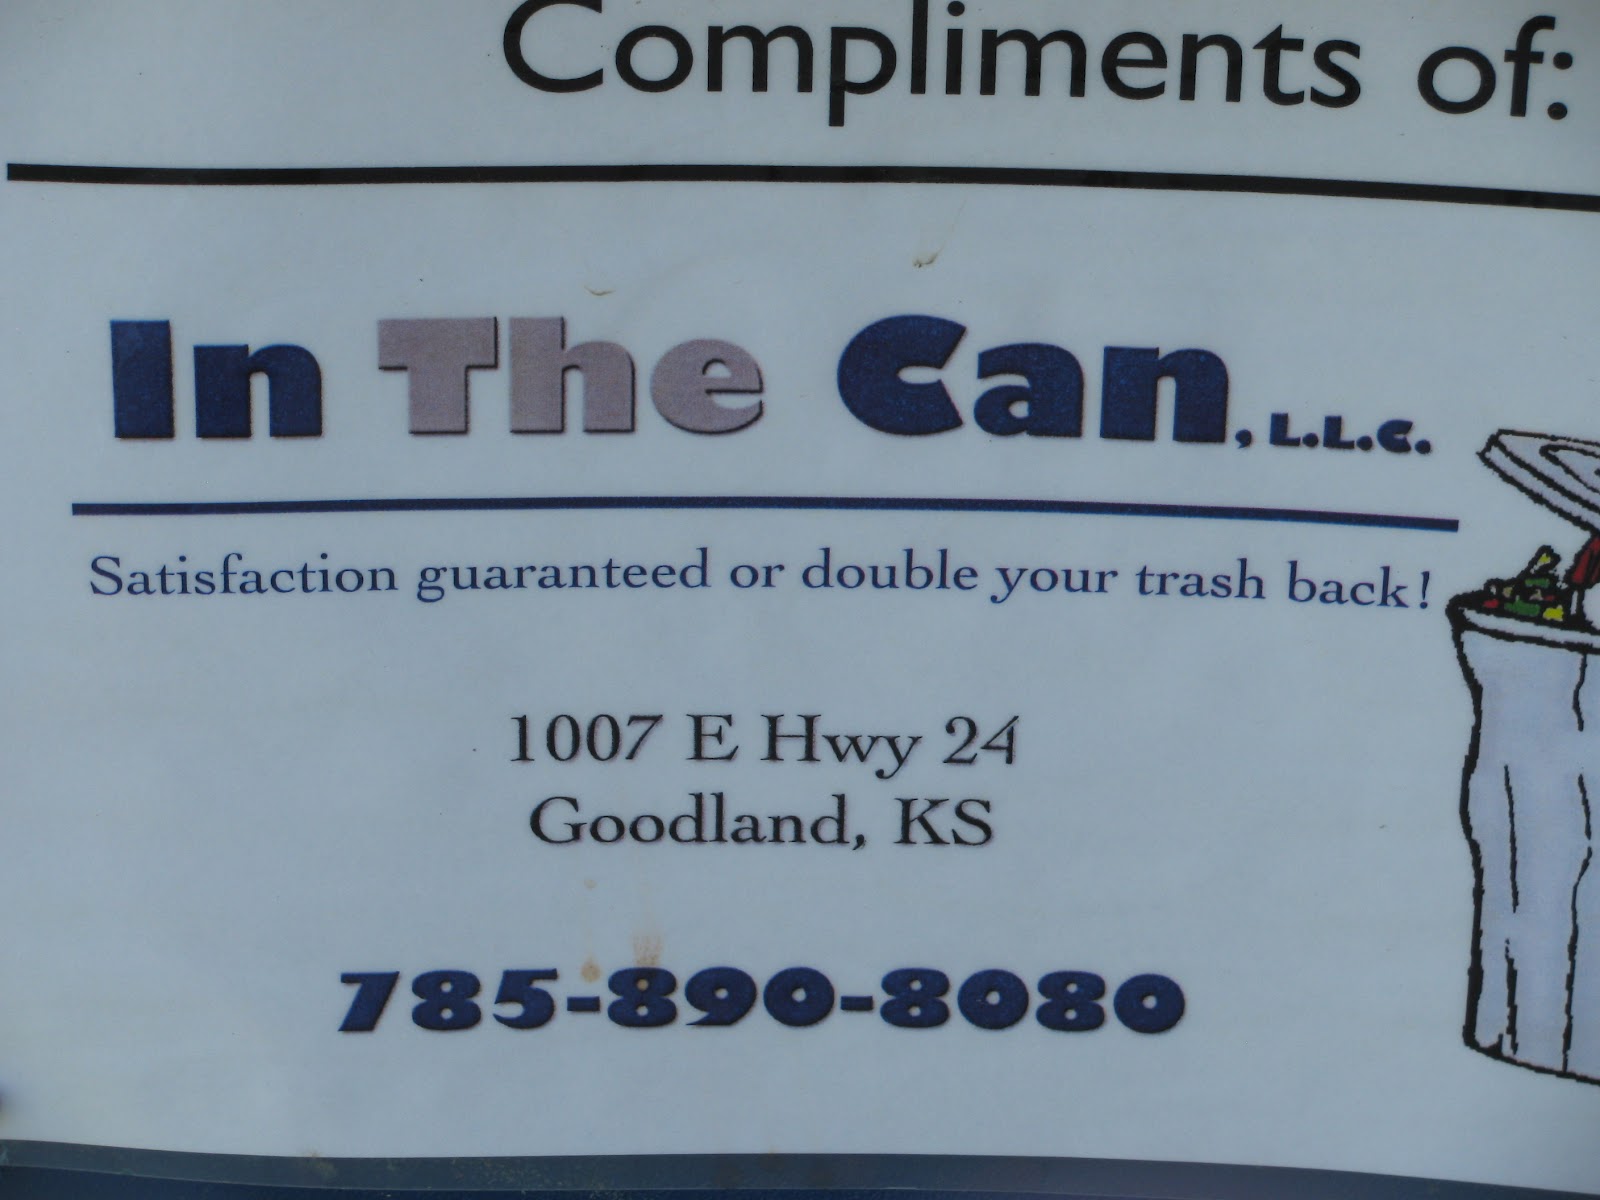 Compliments of:
In The Can, L.L.C.
Satisfaction guaranteed or double your trash back!
1007 E Hwy 24
Goodland, KS
785-890-8080